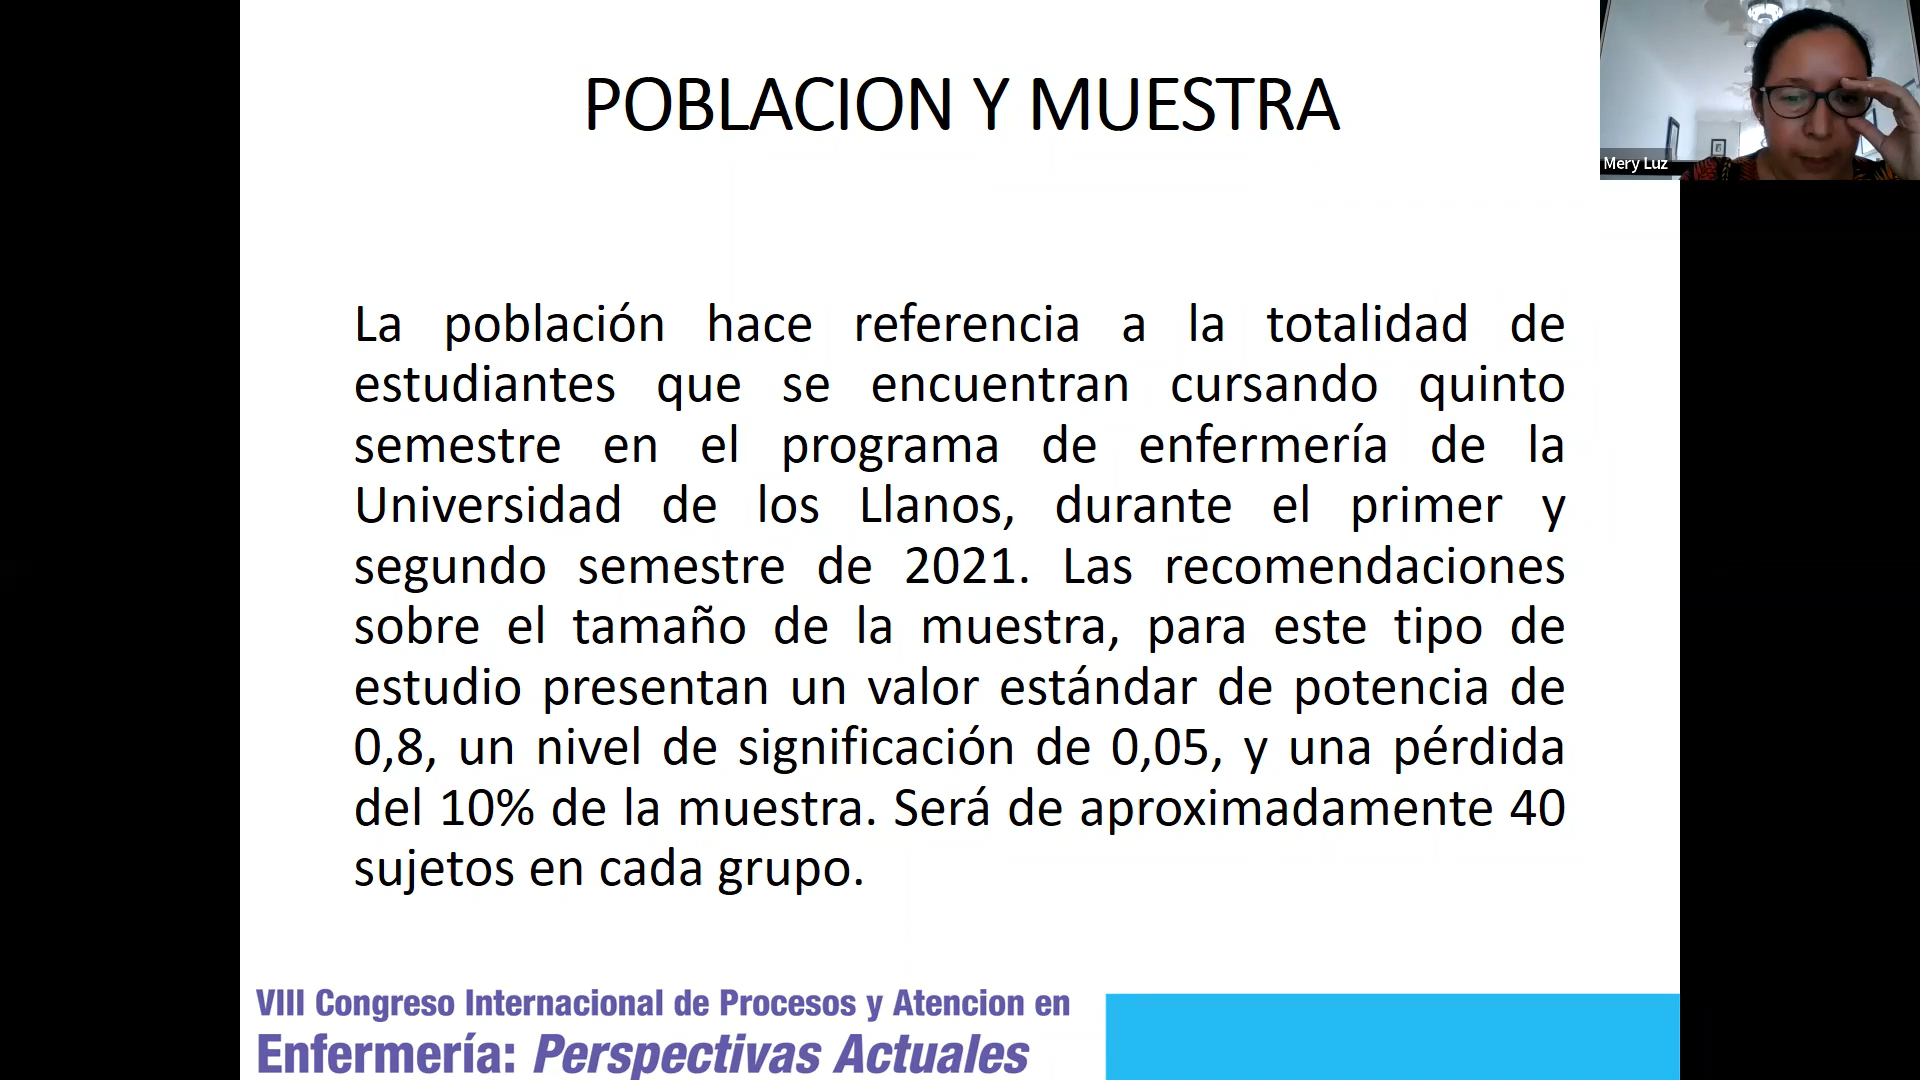 POBLACION Y MUESTRA
Mery Luz
La población hace referencia a la totalidad de
estudiantes que se encuentran cursando quinto
semestre en el programa de enfermería de la
Universidad de los Llanos, durante el primer y
segundo semestre de 2021. Las recomendaciones
sobre el tamaño de la muestra, para este tipo de
estudio presentan un valor estándar de potencia de
0,8, un nivel de significación de 0,05, y una pérdida
del 10% de la muestra. Será de aproximadamente 40
sujetos en cada grupo.
VIII Congreso Internacional de Procesos y Atencion en
Enfermería: Perspectivas Actuales